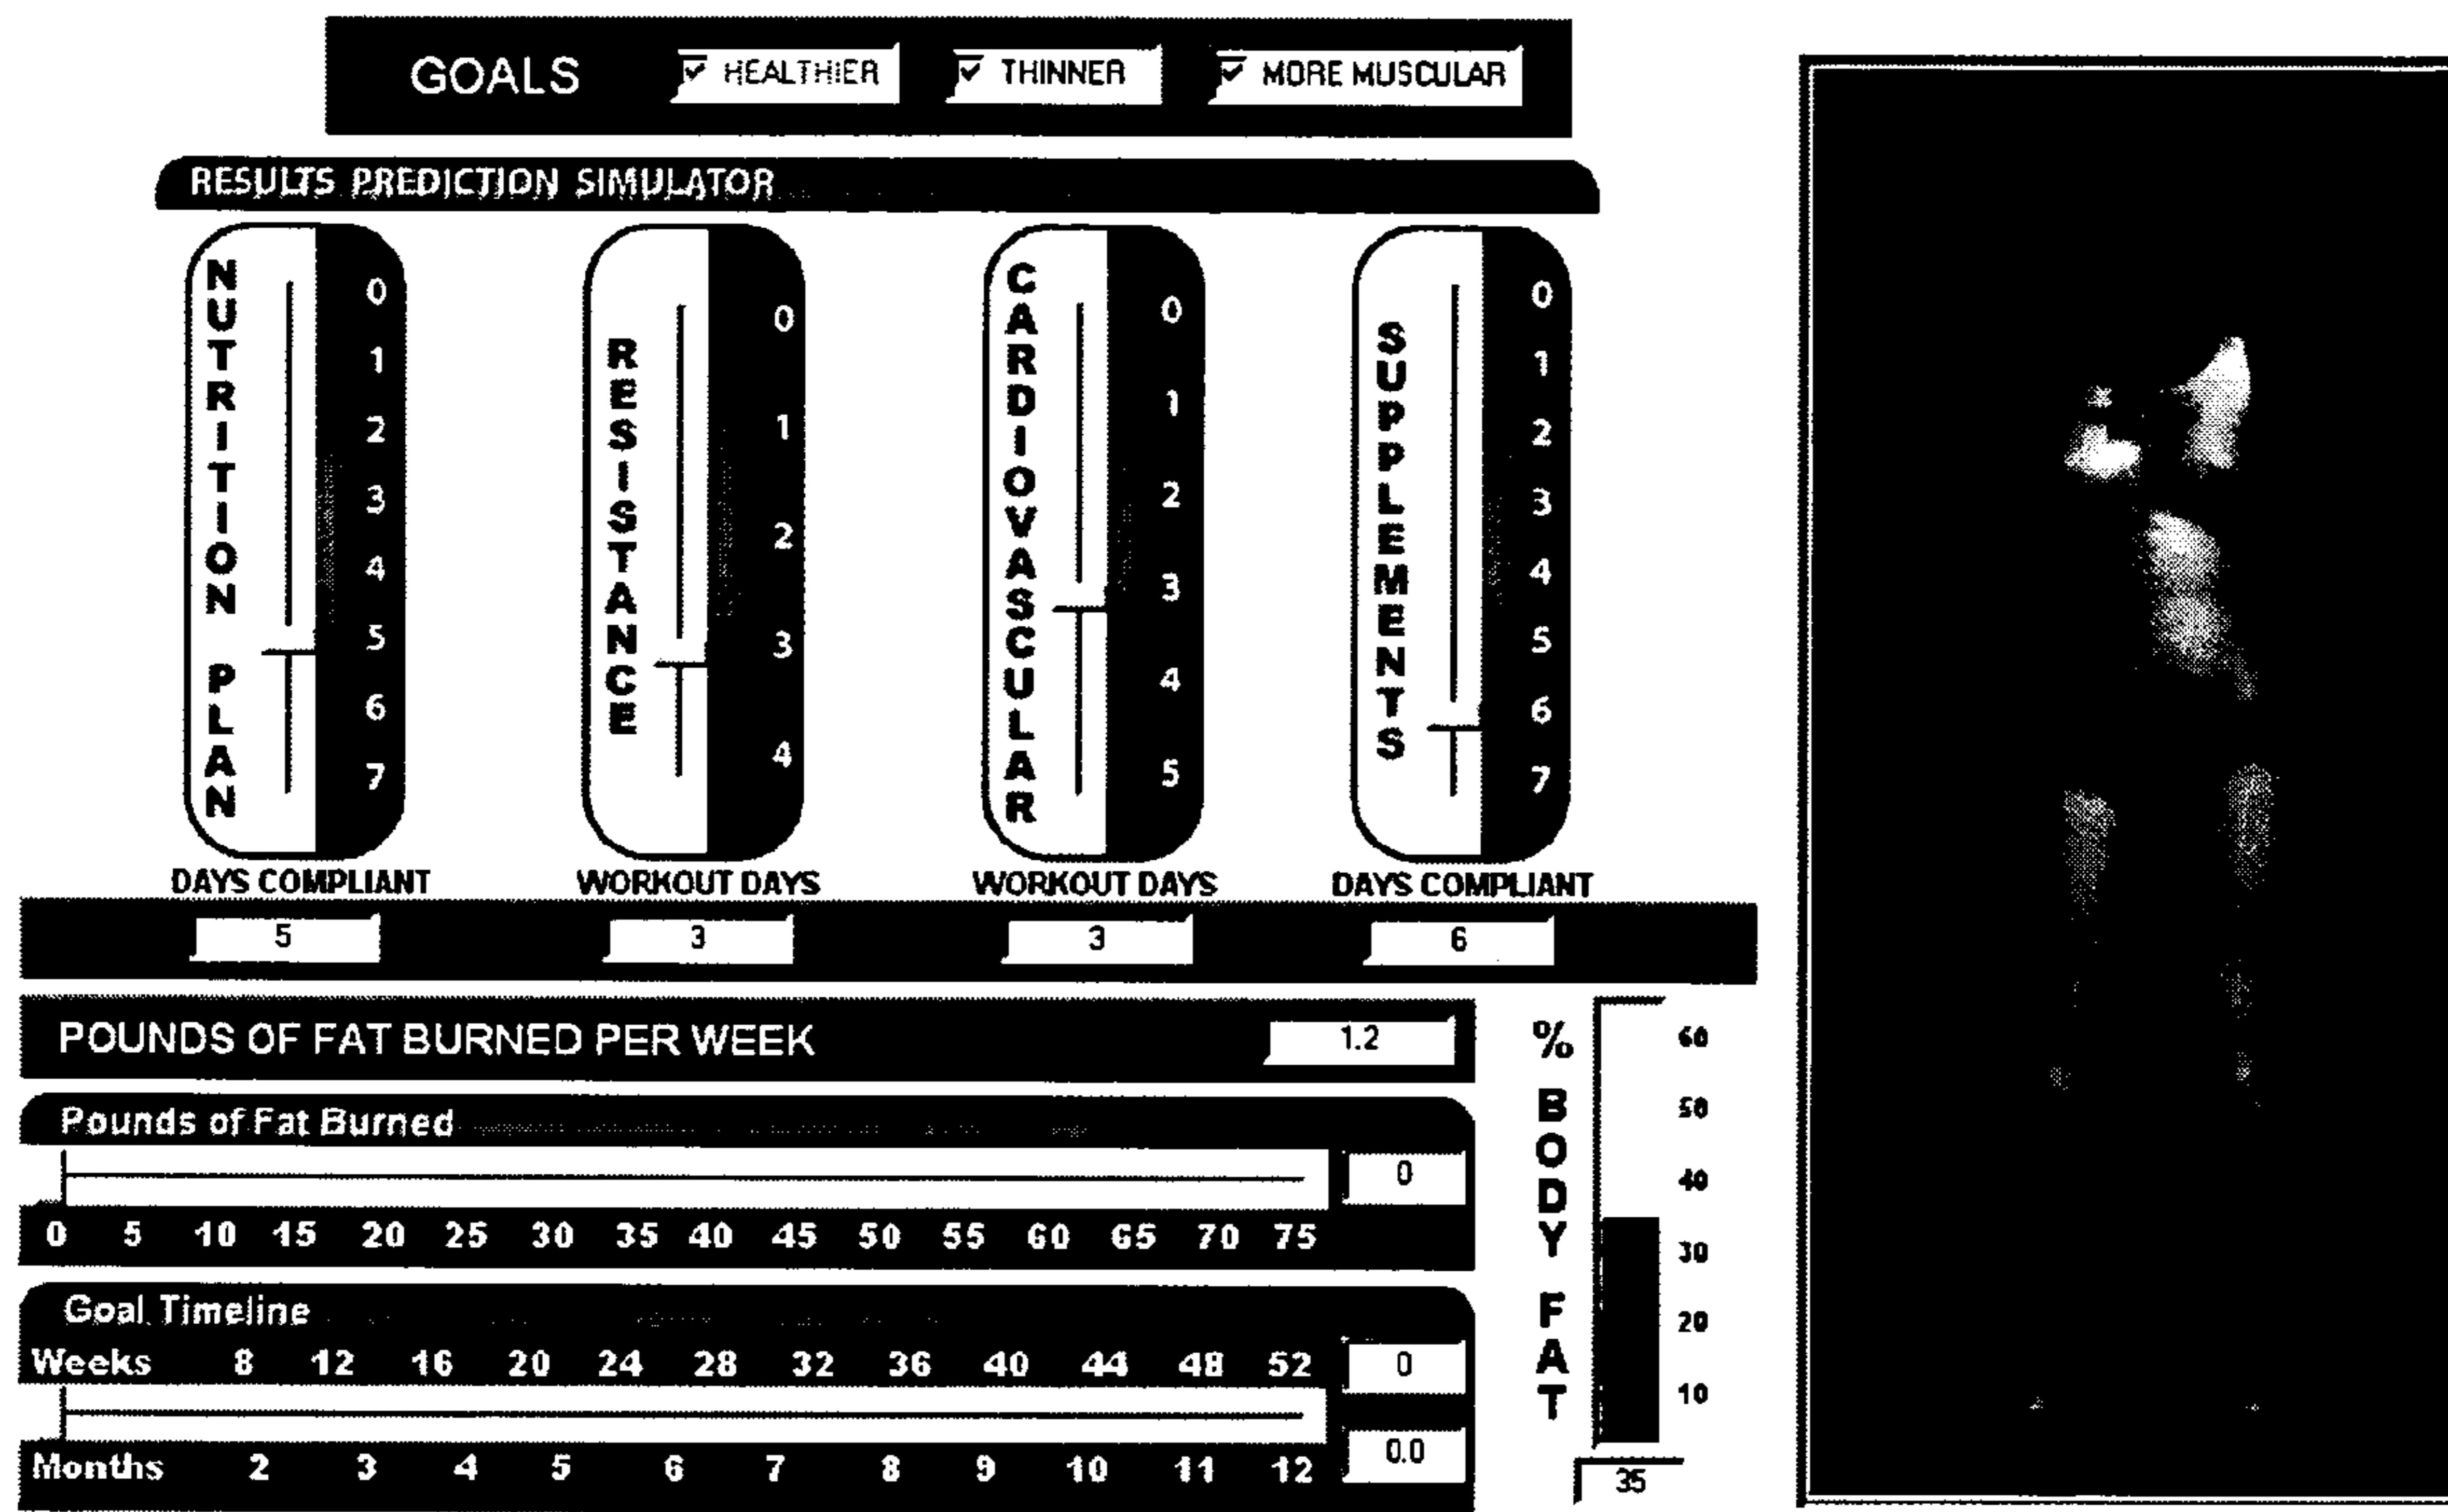 GOALS HEALTHIER THINNER MORE MUSCULAR
RESULTS PREDICTION SIMULATOR
NUTRITION PLAN
0
1
2
3
4
5
6
7
RESISTANCE
0
1
2
3
4
CARDIOVASCULAR
0
1
2
3
4
5
SUPPLEMENTS
0
1
2
3
4
5
6
7
DAYS COMPLIANT WORKOUT DAYS WORKOUT DAYS DAYS COMPLIANT
5 3 3 6
POUNDS OF FAT BURNED PER WEEK 1.2
Pounds of Fat Burned
0
0 5 10 15 20 25 30 35 40 45 50 55 60 65 70 75
Goal Timeline
Weeks 8 12 16 20 24 28 32 36 40 44 48 52 0
Months 2 3 4 5 6 7 8 9 10 11 12 0.0
% BODY FAT
60
50
40
30
20
10
35